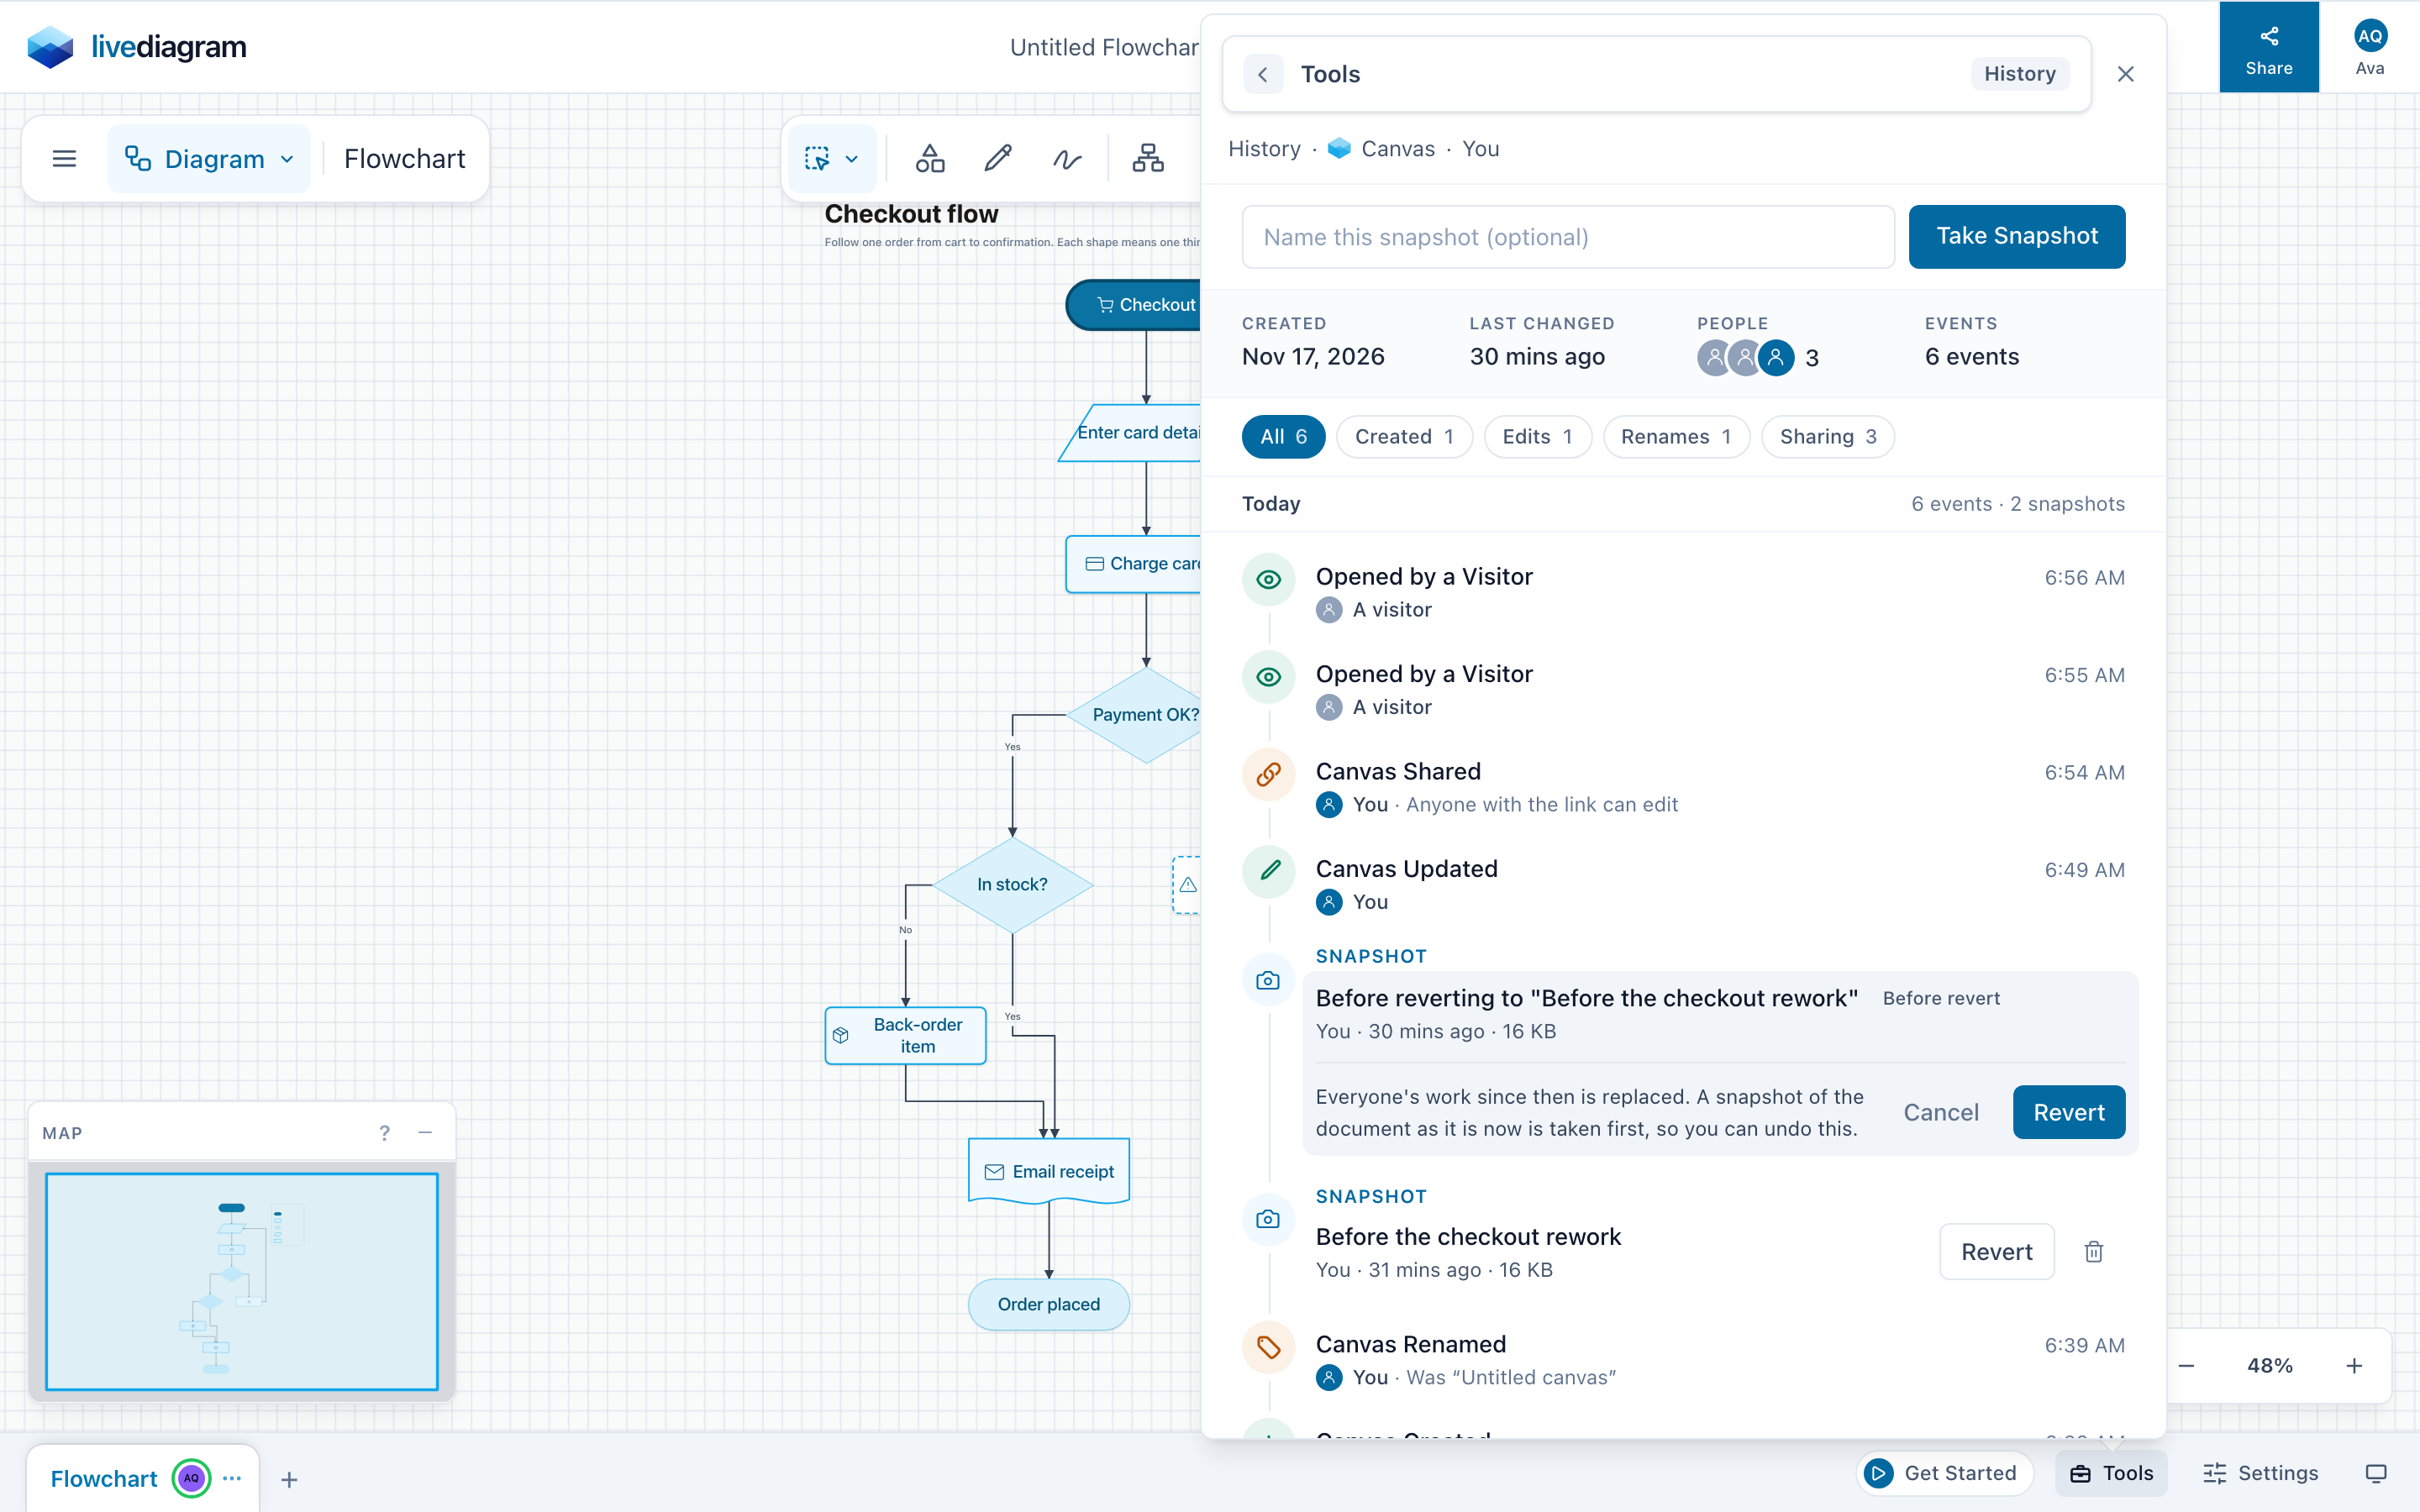 livediagram
Untitled Flowchar
Share
AQ
Ava
Diagram
Flowchart
Tools
History
History · Canvas · You
Name this snapshot (optional)
Take Snapshot
CREATED
Nov 17, 2026
LAST CHANGED
30 mins ago
PEOPLE
3
EVENTS
6 events
All 6
Created 1
Edits 1
Renames 1
Sharing 3
Today
6 events · 2 snapshots
Opened by a Visitor
6:56 AM
A visitor
Opened by a Visitor
6:55 AM
A visitor
Canvas Shared
6:54 AM
You · Anyone with the link can edit
Canvas Updated
6:49 AM
You
SNAPSHOT
Before reverting to "Before the checkout rework"
Before revert
You · 30 mins ago · 16 KB
Everyone's work since then is replaced. A snapshot of the
document as it is now is taken first, so you can undo this.
Cancel
Revert
SNAPSHOT
Before the checkout rework
You · 31 mins ago · 16 KB
Revert
Canvas Renamed
6:39 AM
You · Was “Untitled canvas”
Canvas Created
Checkout flow
Follow one order from cart to confirmation. Each shape means one thin
Checkout
Enter card detai
Charge car
Payment OK?
Yes
In stock?
No
Yes
Back-order
item
Email receipt
Order placed
MAP
?
48%
Flowchart
AQ
Get Started
Tools
Settings